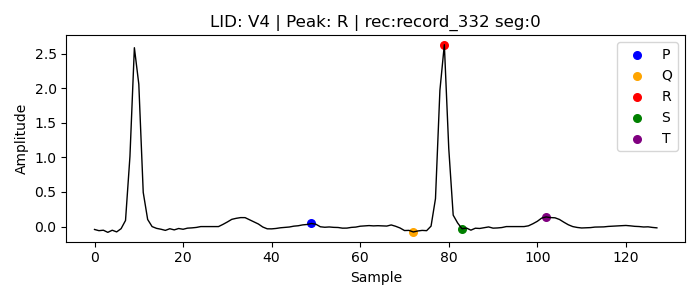 LID: V4 | Peak: R | rec:record_332 seg:0
Amplitude
2.5
2.0
1.5
1.0
0.5
0.0
P
Q
R
S
T
0 20 40 60 80 100 120
Sample